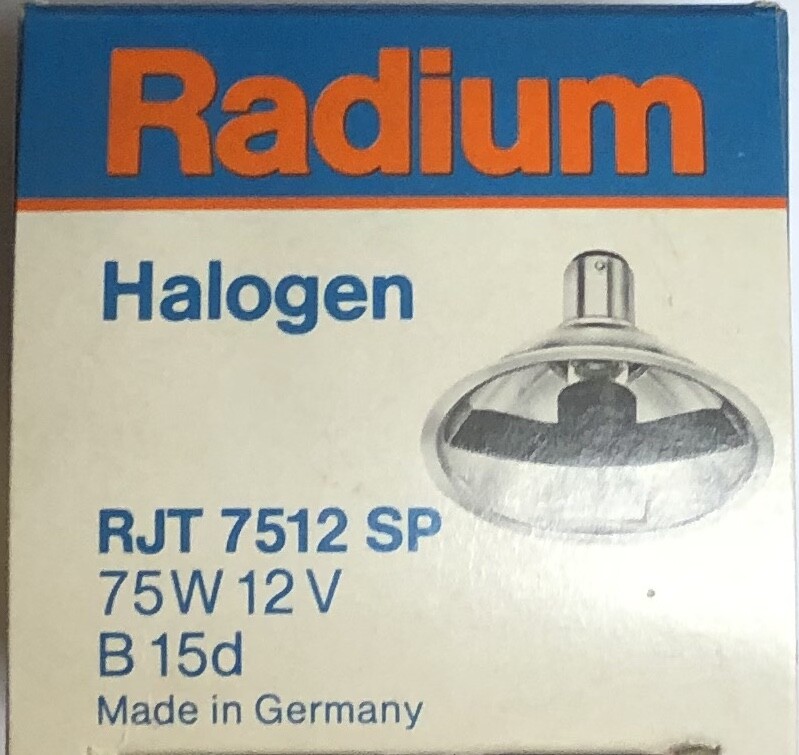 Radium
Halogen
RJT 7512 SP
75W 12V
B 15d
Made in Germany